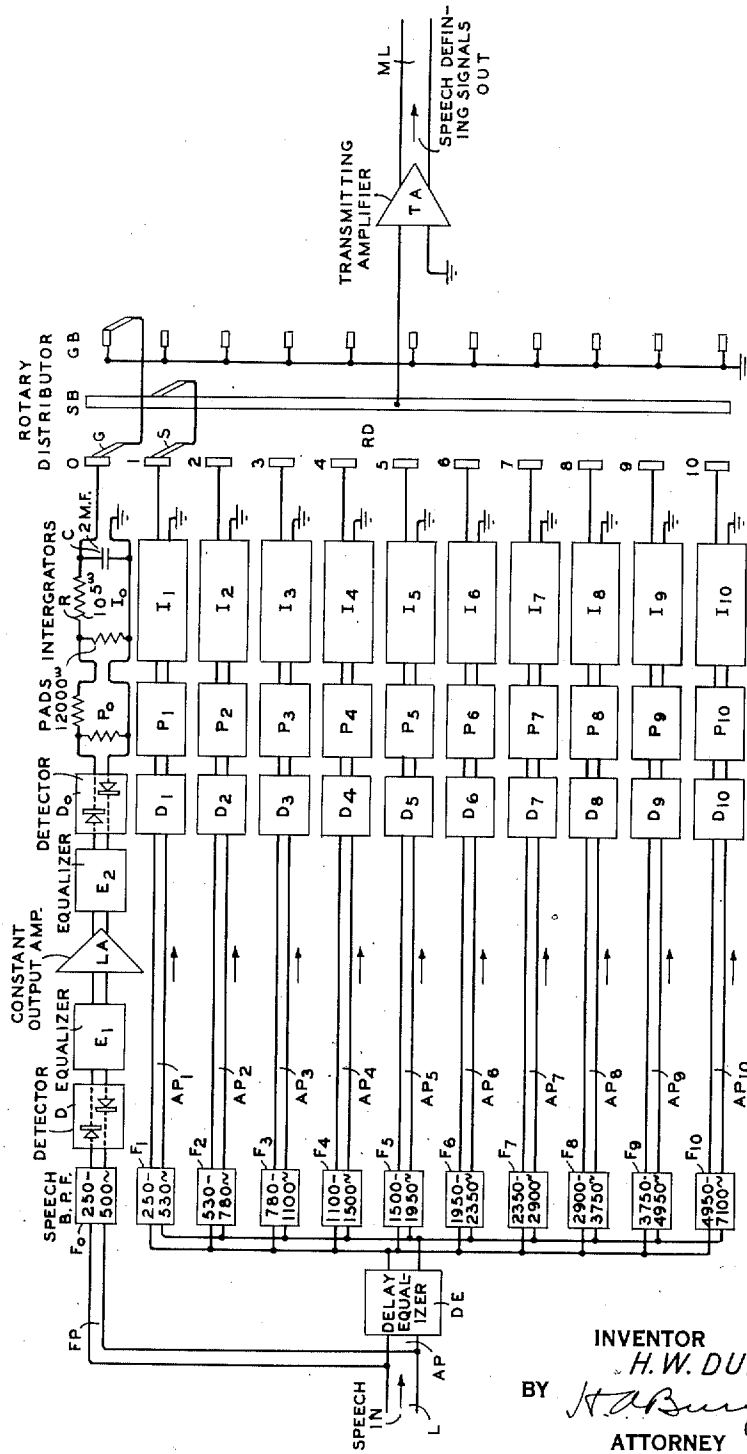 SPEECH IN
L
FP
AP
DELAY EQUAL-IZER
DE
SPEECH B.P.F.
F0
250-500~
DETECTOR
D
EQUALIZER
E1
CONSTANT OUTPUT AMP.
LA
EQUALIZER
E2
DETECTOR
D0
PADS
12000ω
P0
INTERGRATORS
R
10⁵ω
I0
C
2 M.F.
ROTARY DISTRIBUTOR
SB
GB
G
S
RD
0
F1
250-530~
AP1
D1
P1
I1
1
F2
530-780~
AP2
D2
P2
I2
2
F3
780-1100~
AP3
D3
P3
I3
3
F4
1100-1500~
AP4
D4
P4
I4
4
F5
1500-1950~
AP5
D5
P5
I5
5
F6
1950-2350~
AP6
D6
P6
I6
6
F7
2350-2900~
AP7
D7
P7
I7
7
F8
2900-3750~
AP8
D8
P8
I8
8
F9
3750-4950~
AP9
D9
P9
I9
9
F10
4950-7100~
AP10
D10
P10
I10
10
TRANSMITTING AMPLIFIER
TA
ML
SPEECH DEFIN-
ING SIGNALS
OUT
INVENTOR
H.W. DU
BY
ATTORNEY